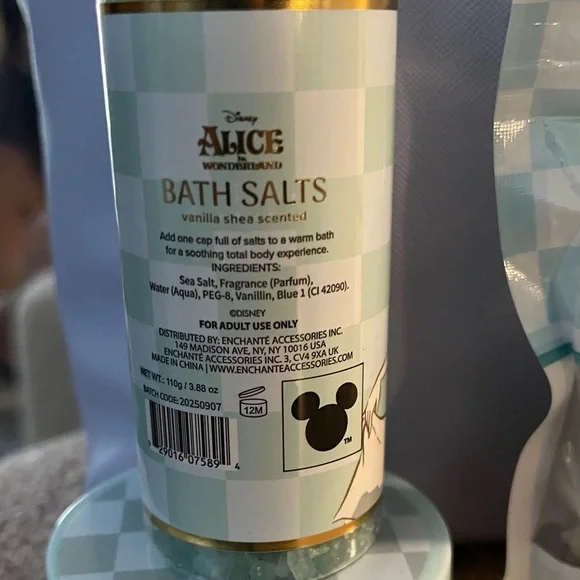 Disney
ALICE
in
WONDERLAND
BATH SALTS
vanilla shea scented
Add one cap full of salts to a warm bath
for a soothing total body experience.
INGREDIENTS:
Sea Salt, Fragrance (Parfum),
Water (Aqua), PEG-8, Vanillin, Blue 1 (CI 42090).
©DISNEY
FOR ADULT USE ONLY
DISTRIBUTED BY: ENCHANTÉ ACCESSORIES INC.
149 MADISON AVE, NY, NY 10016 USA
ENCHANTÉ ACCESSORIES INC. 3, CV4 9XA UK
MADE IN CHINA | WWW.ENCHANTEACCESSORIES.COM
NET WT.: 110g / 3.88 oz
BATCH CODE: 20250907
12M
TM
7 29016 07589 4